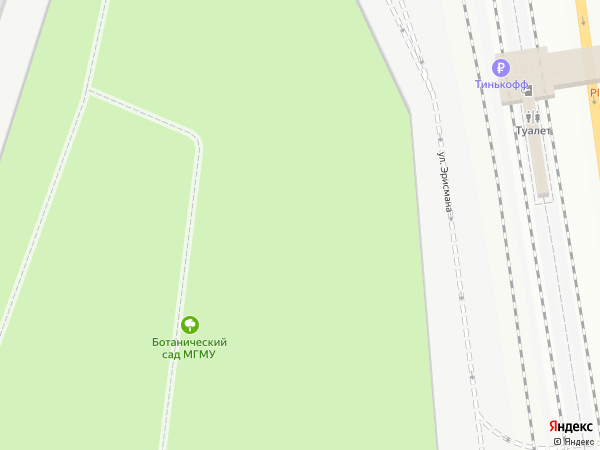 Тинькофф
Туалет
ул. Эрисмана
Ботанический
сад МГМУ
Яндекс
© Яндекс